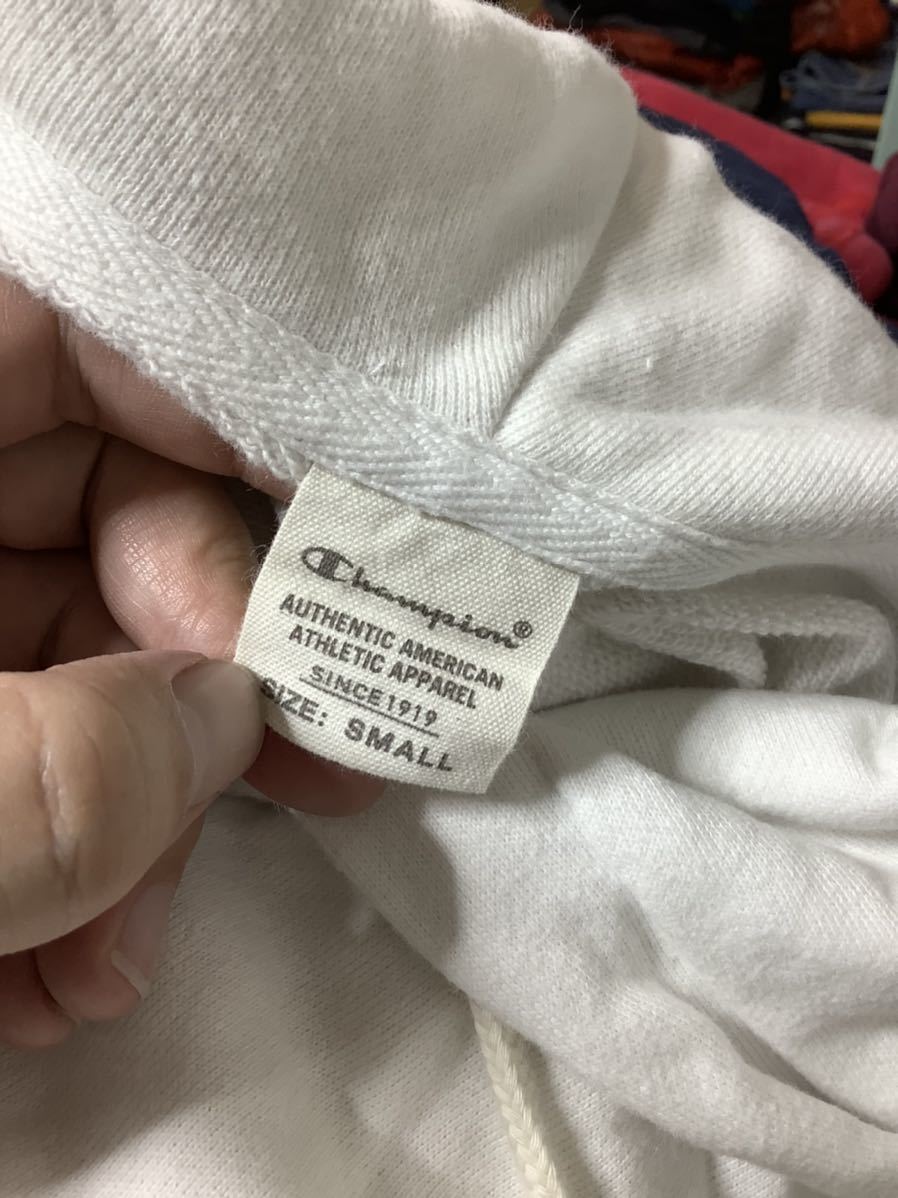 Champion®
AUTHENTIC AMERICAN
ATHLETIC APPAREL
SINCE 1919
SIZE: SMALL